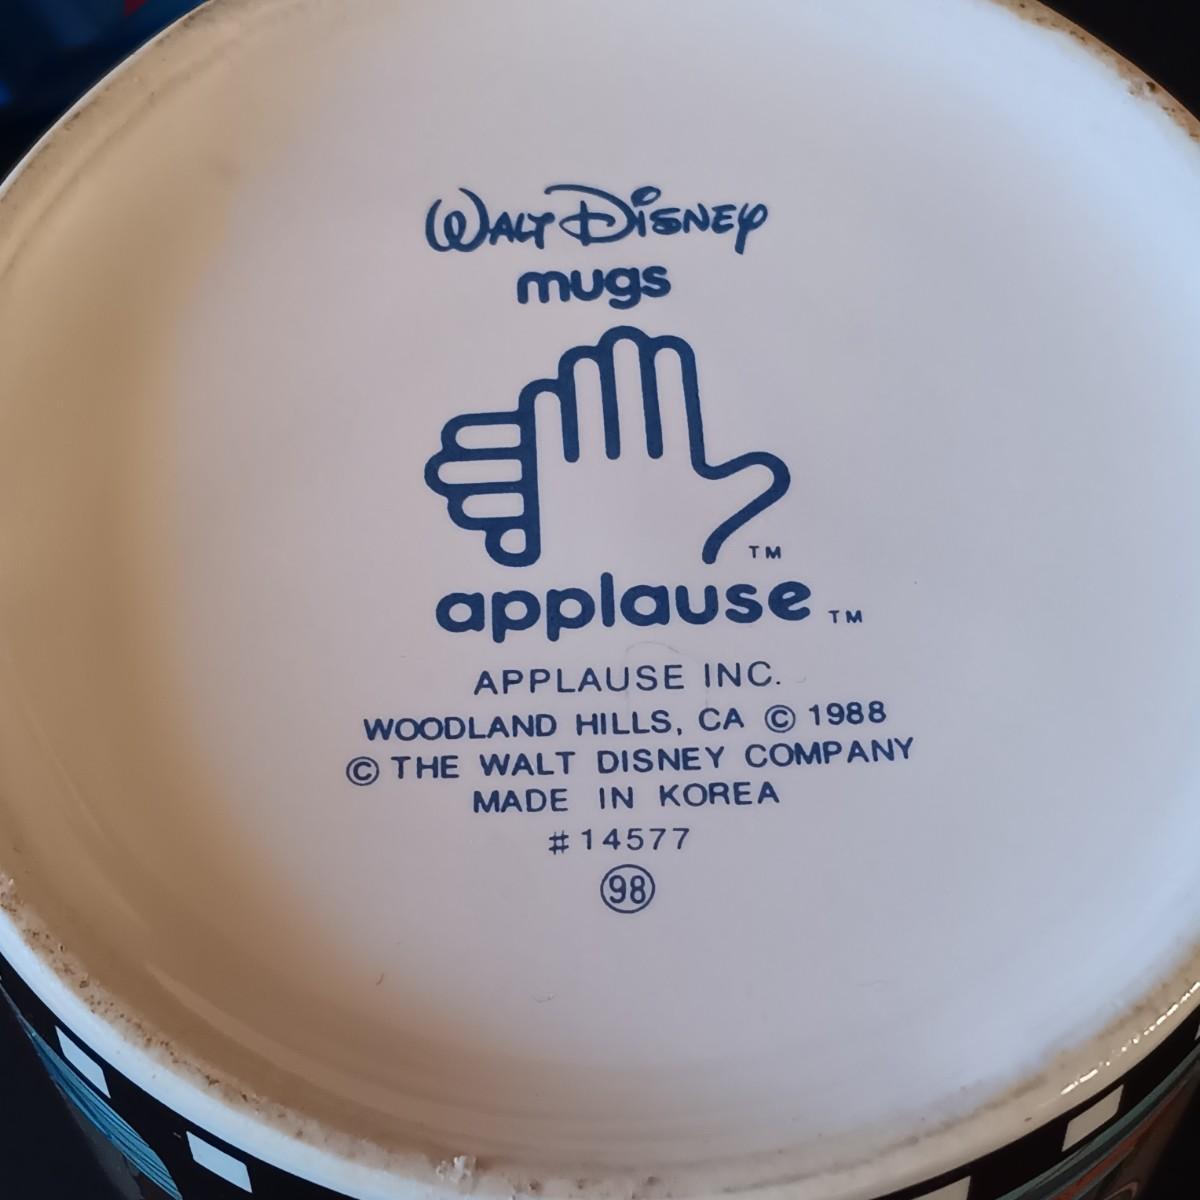 WALT DISNEY
mugs
TM
applause TM
APPLAUSE INC.
WOODLAND HILLS, CA © 1988
© THE WALT DISNEY COMPANY
MADE IN KOREA
#14577
98